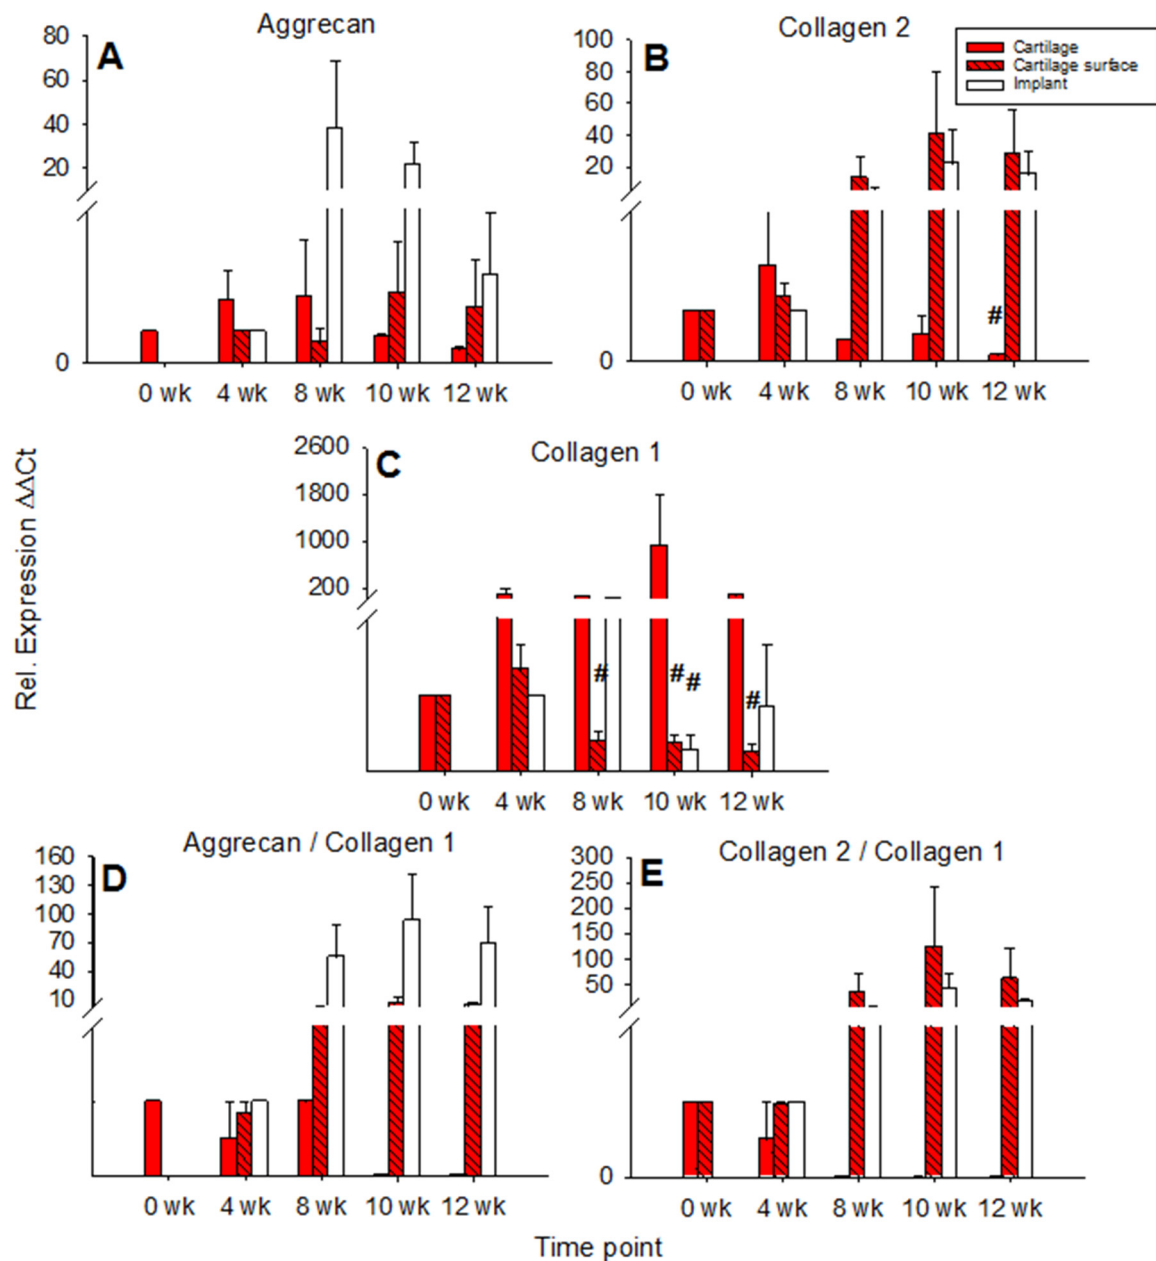 Aggrecan
A
80
60
40
20
0
0 wk 4 wk 8 wk 10 wk 12 wk
Collagen 2
B
100
80
60
40
20
0
#
0 wk 4 wk 8 wk 10 wk 12 wk
Cartilage
Cartilage surface
Implant
Rel. Expression ΔΔCt
Collagen 1
C
2600
1800
1000
200
# # # #
0 wk 4 wk 8 wk 10 wk 12 wk
Aggrecan / Collagen 1
D
160
130
100
70
40
10
0 wk 4 wk 8 wk 10 wk 12 wk
Collagen 2 / Collagen 1
E
300
250
200
150
100
50
0
0 wk 4 wk 8 wk 10 wk 12 wk
Time point